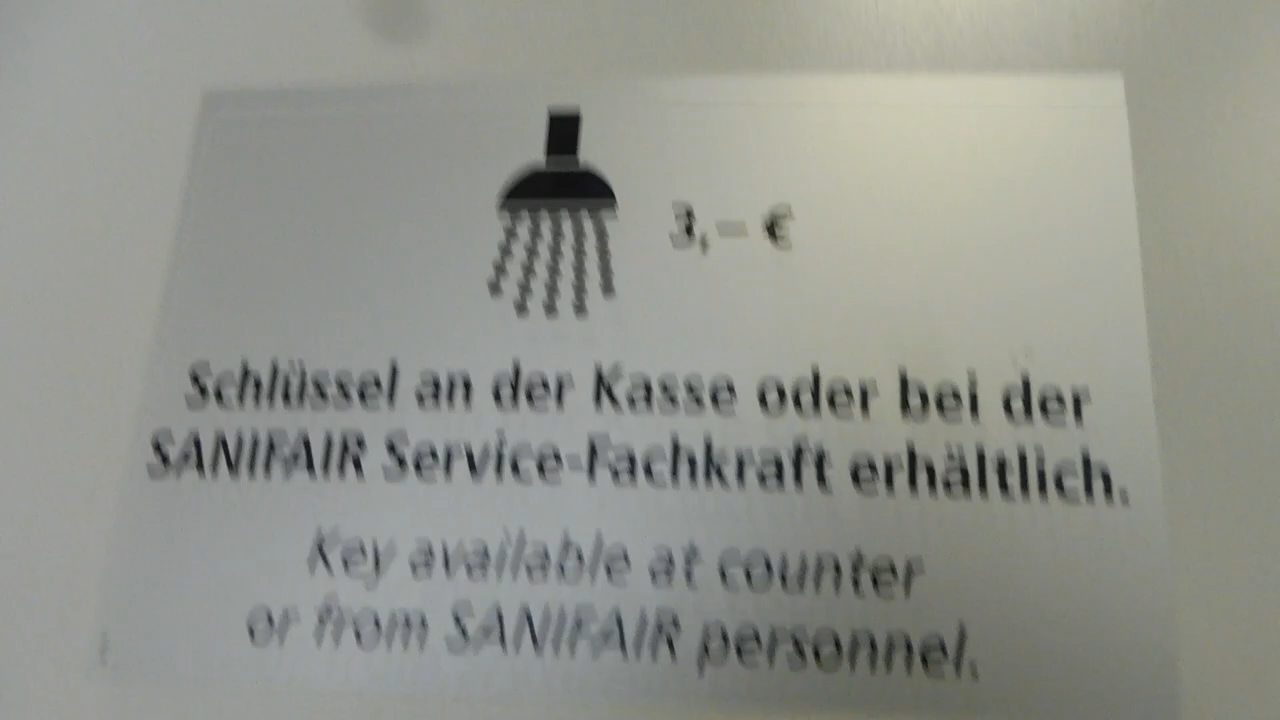 3,– €
Schlüssel an der Kasse oder bei der
SANIFAIR Service-Fachkraft erhältlich.
Key available at counter
or from SANIFAIR personnel.